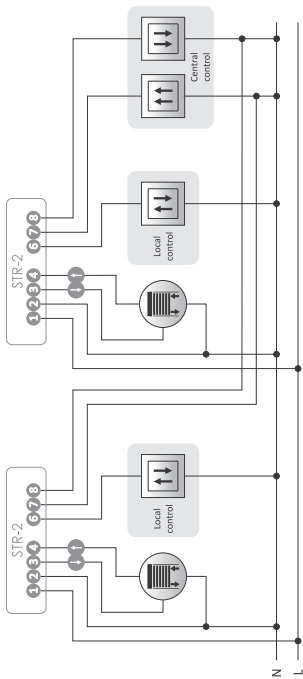 STR-2
1 2 3 4 6 7 8
Local
control
STR-2
1 2 3 4 6 7 8
Local
control
Central
control
N
L